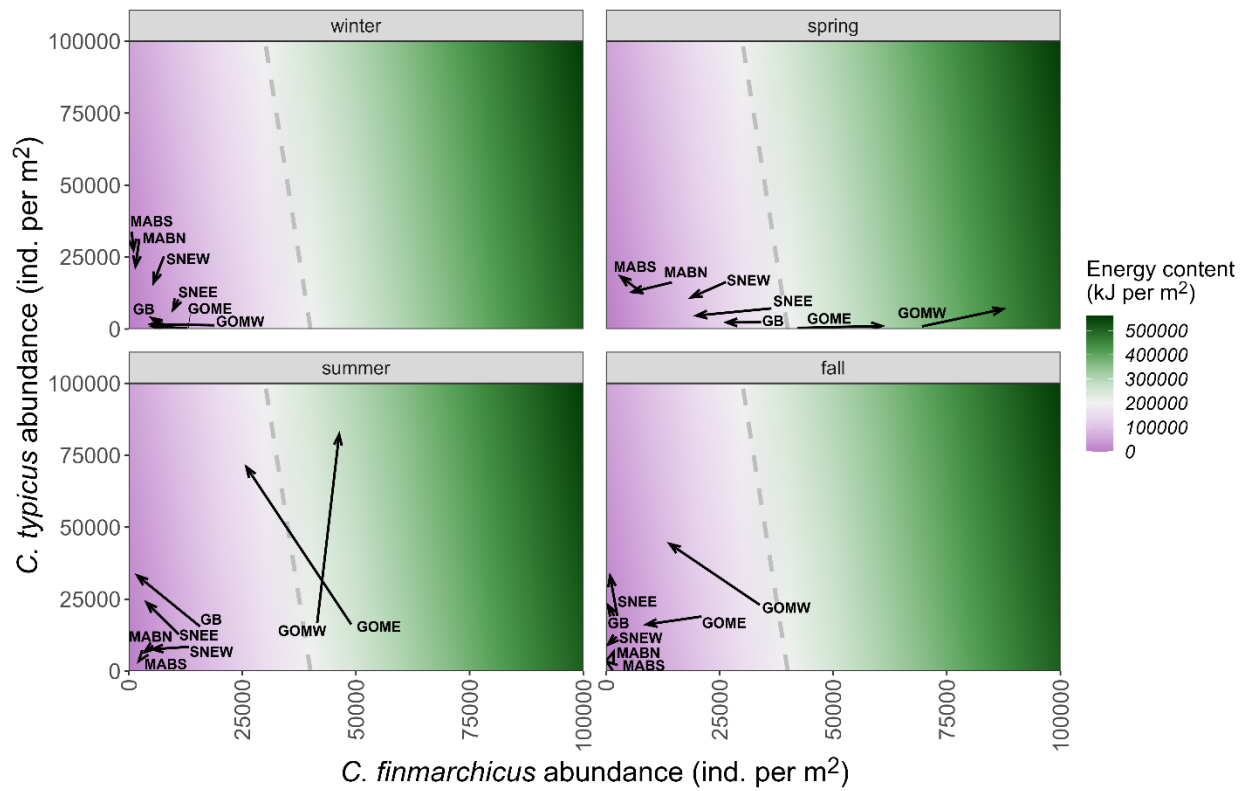 winter
spring
100000
75000
50000
25000
0
MABS
MABN
SNEW
SNEE
GB
GOME
GOMW
MABS
MABN
SNEW
SNEE
GB
GOME
GOMW
summer
fall
100000
75000
50000
25000
0
GB
MABN
SNEE
SNEW
MABS
GOMW
GOME
SNEE
GB
SNEW
MABN
MABS
GOME
GOMW
0
25000
50000
75000
100000
0
25000
50000
75000
100000
C. finmarchicus abundance (ind. per m²)
C. typicus abundance (ind. per m²)
Energy content
(kJ per m²)
500000
400000
300000
200000
100000
0